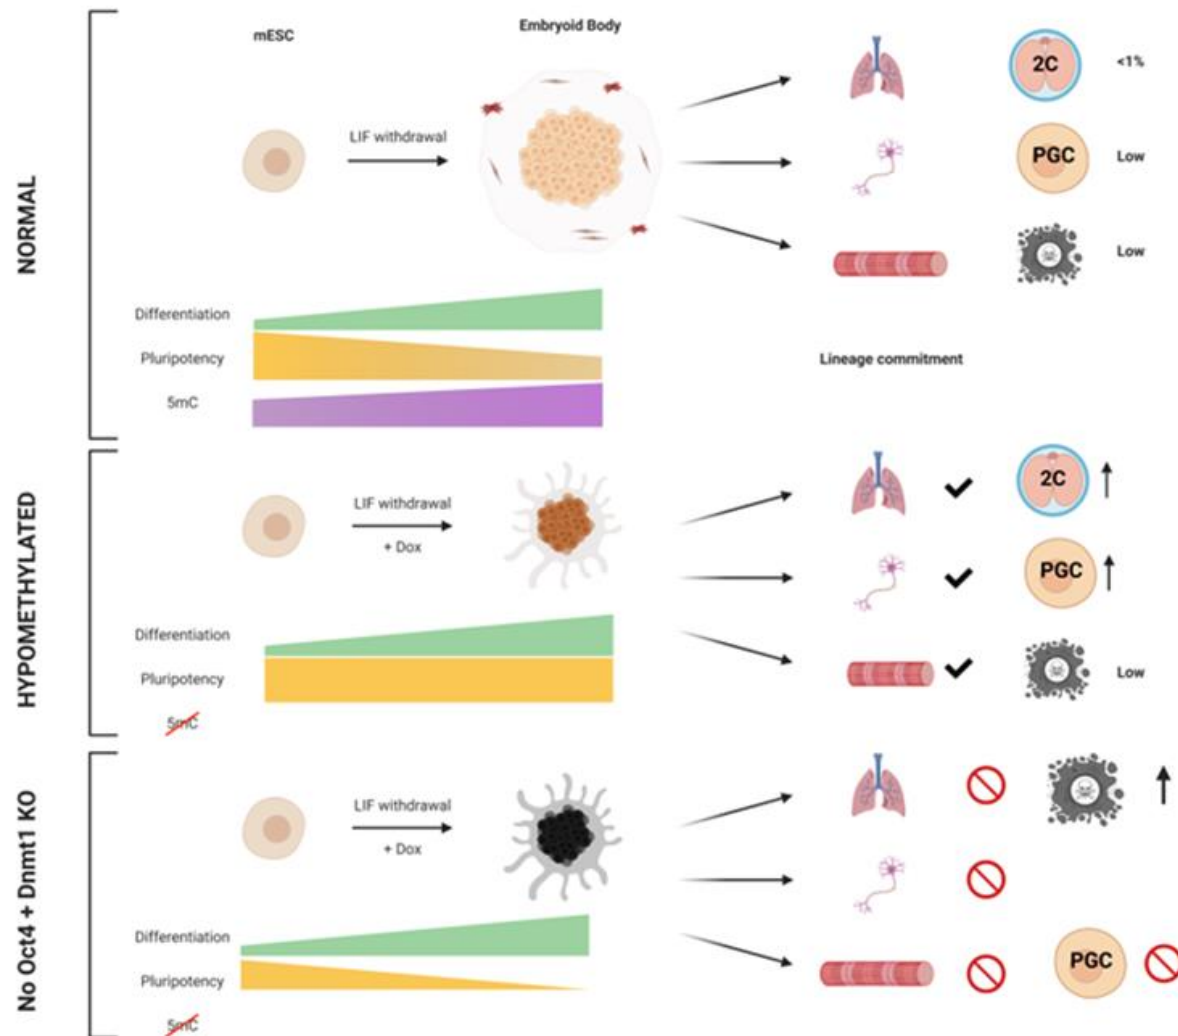 NORMAL
mESC
Embryoid Body
LIF withdrawal
2C
<1%
PGC
Low
Low
Differentiation
Pluripotency
5mC
Lineage commitment
HYPOMETHYLATED
LIF withdrawal
+ Dox
2C
PGC
Low
Differentiation
Pluripotency
5mC
No Oct4 + Dnmt1 KO
LIF withdrawal
+ Dox
Differentiation
Pluripotency
5mC
PGC